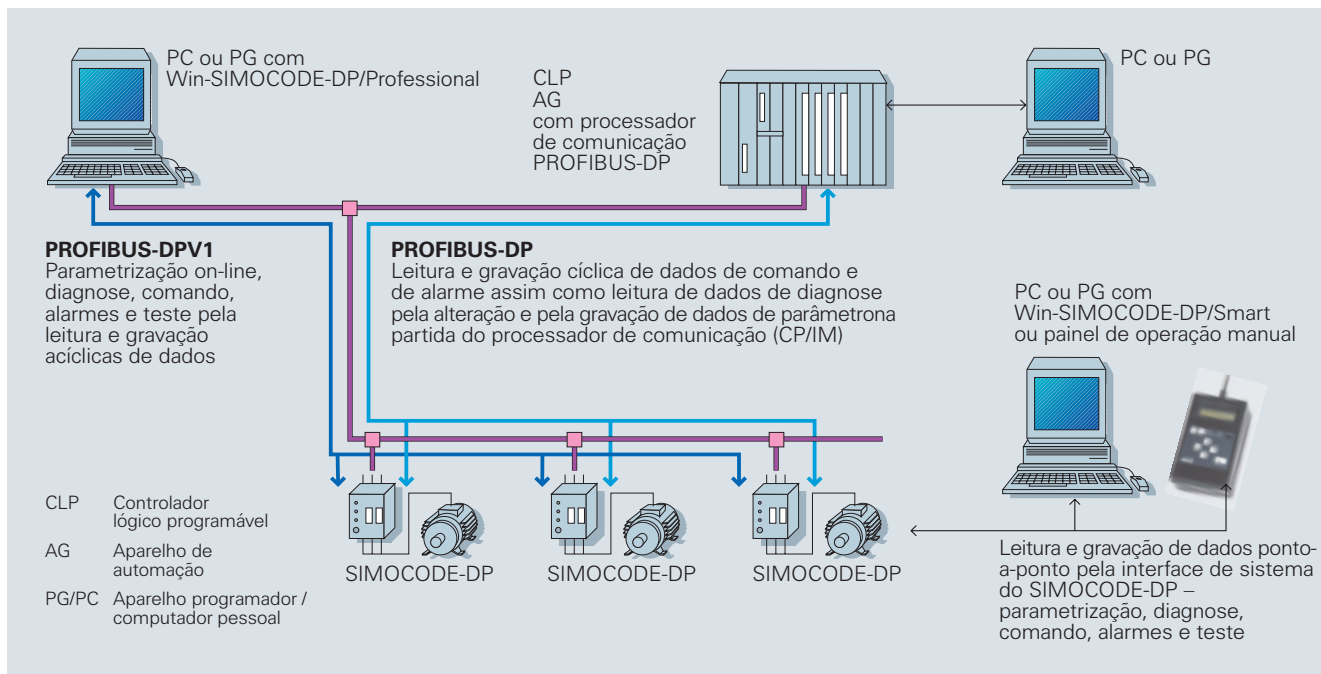 PC ou PG com
Win-SIMOCODE-DP/Professional
CLP
AG
com processador
de comunicação
PROFIBUS-DP
PC ou PG
PROFIBUS-DPV1
Parametrização on-line,
diagnose, comando,
alarmes e teste pela
leitura e gravação
acíclicas de dados
PROFIBUS-DP
Leitura e gravação cíclica de dados de comando e
de alarme assim como leitura de dados de diagnose
pela alteração e pela gravação de dados de parâmetrona
partida do processador de comunicação (CP/IM)
PC ou PG com
Win-SIMOCODE-DP/Smart
ou painel de operação manual
CLP Controlador
lógico programável
AG Aparelho de
automação
PG/PC Aparelho programador /
computador pessoal
SIMOCODE-DP
SIMOCODE-DP
SIMOCODE-DP
Leitura e gravação de dados ponto-
a-ponto pela interface de sistema
do SIMOCODE-DP –
parametrização, diagnose,
comando, alarmes e teste